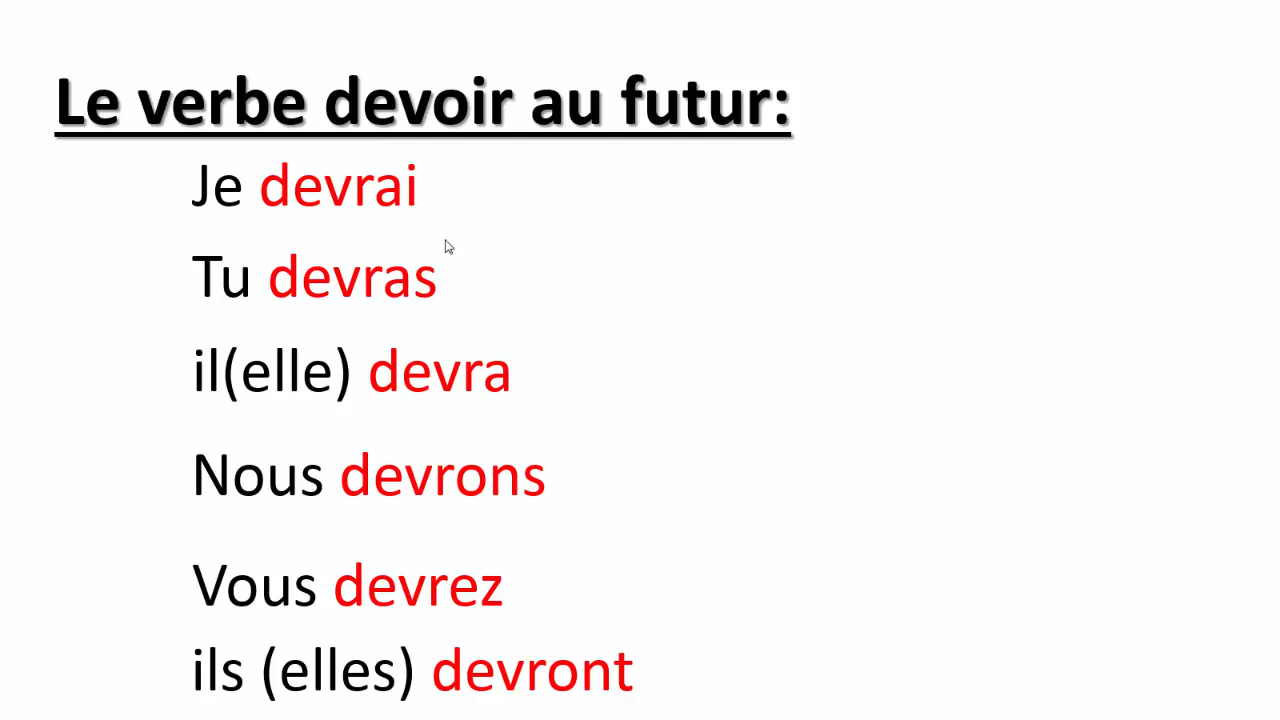 Le verbe devoir au futur:
Je devrai
Tu devras
il(elle) devra
Nous devrons
Vous devrez
ils (elles) devront